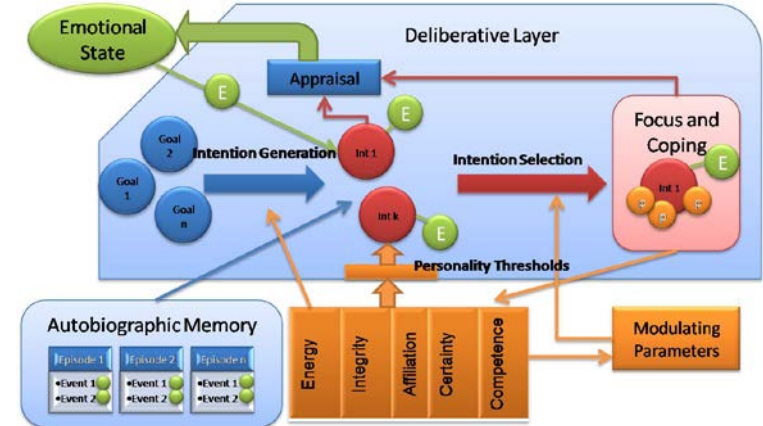 Emotional
State
Deliberative Layer
Appraisal
E
E
Int 1
Goal
2
Goal
1
Goal
n
Intention Generation
Intention Selection
Focus and
Coping
E
Int 1
Int k
E
Personality Thresholds
Autobiographic Memory
Episode 1
Episode 2
Episode n
•Event 1
•Event 2
•Event 1
•Event 2
•Event 1
•Event 2
Energy
Integrity
Affiliation
Certainty
Competence
Modulating
Parameters